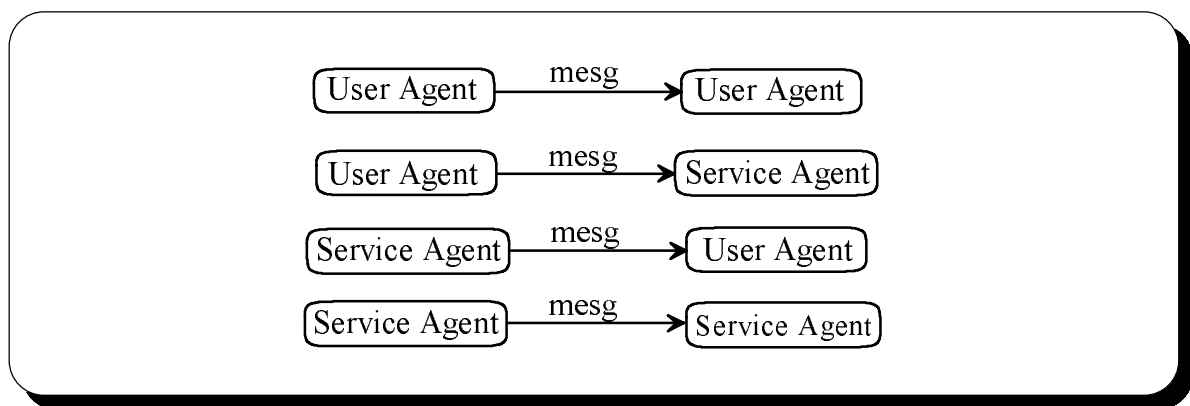 mesg
User Agent User Agent
mesg
User Agent Service Agent
mesg
Service Agent User Agent
mesg
Service Agent Service Agent